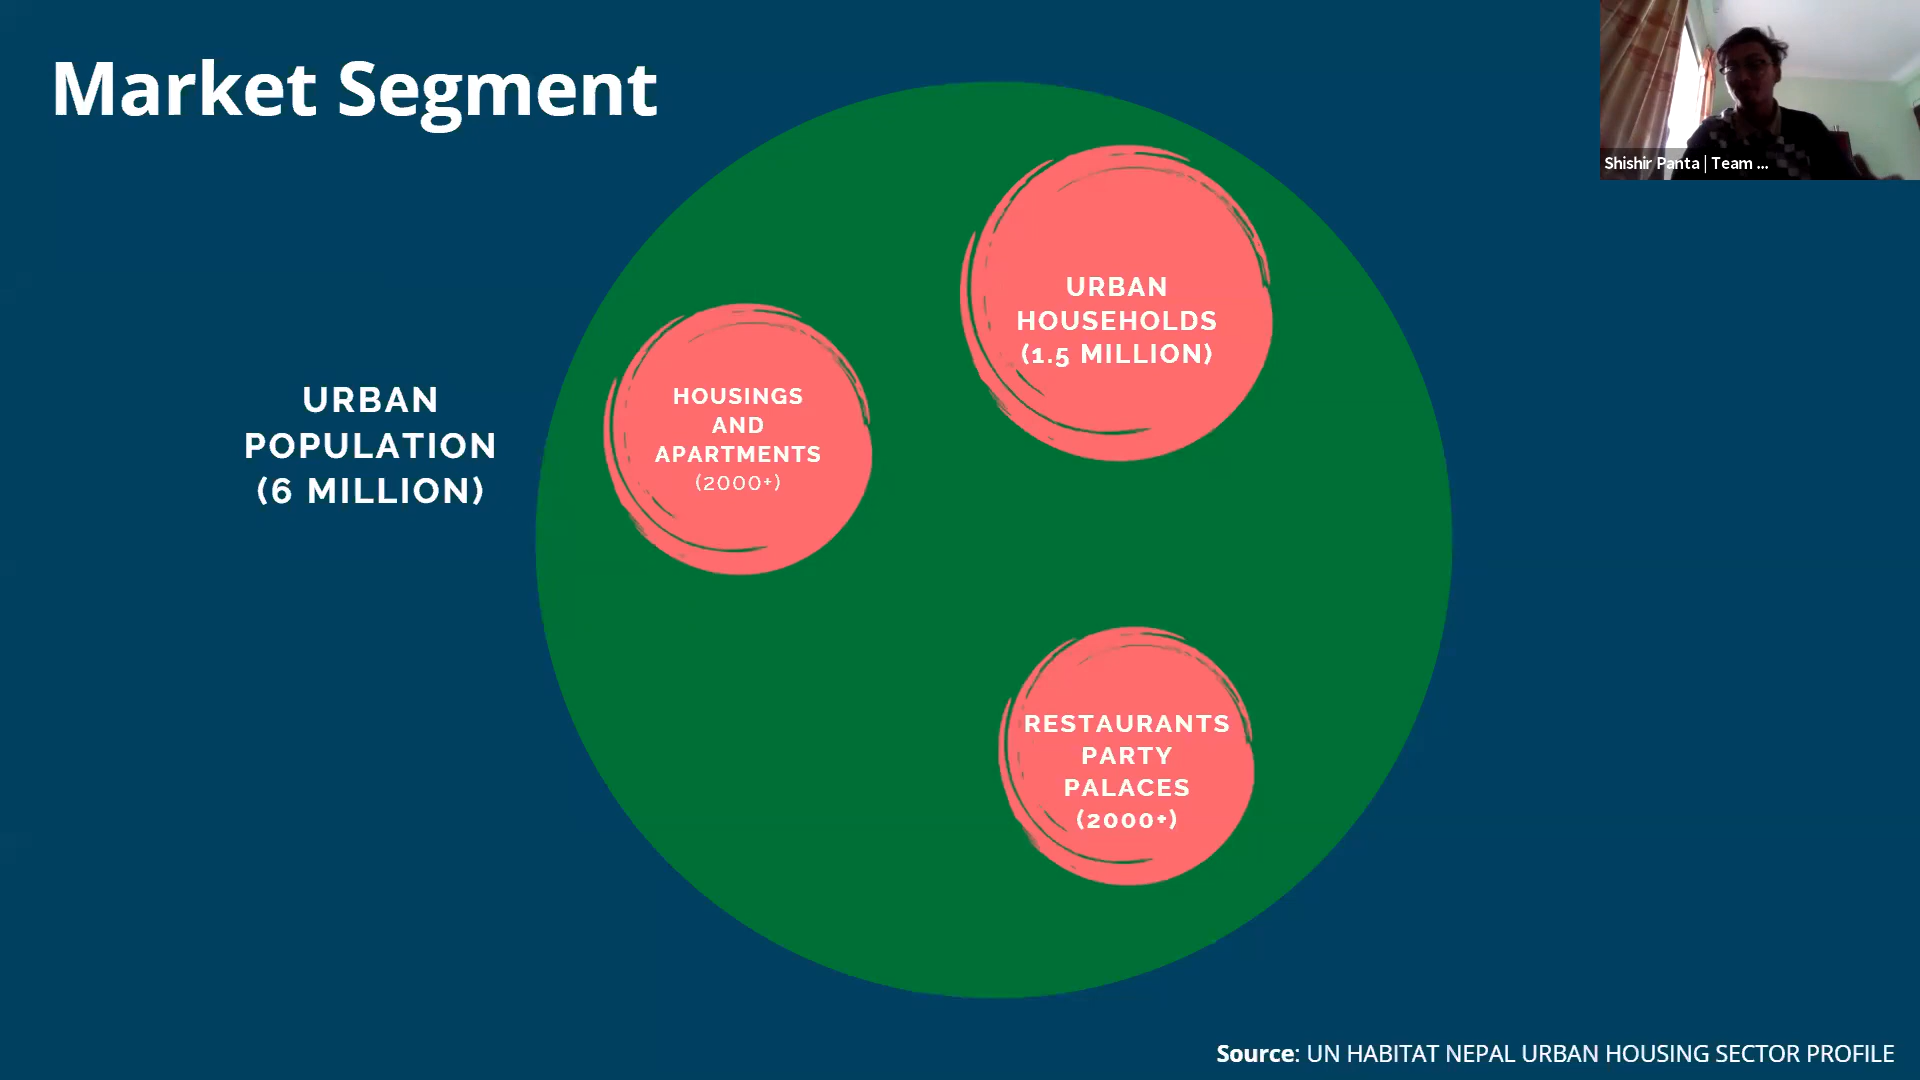 Market Segment
Shishir Panta | Team ...
URBAN
HOUSEHOLDS
(1.5 MILLION)
HOUSINGS
AND
APARTMENTS
(2000+)
URBAN
POPULATION
(6 MILLION)
RESTAURANTS
PARTY
PALACES
(2000+)
Source: UN HABITAT NEPAL URBAN HOUSING SECTOR PROFILE